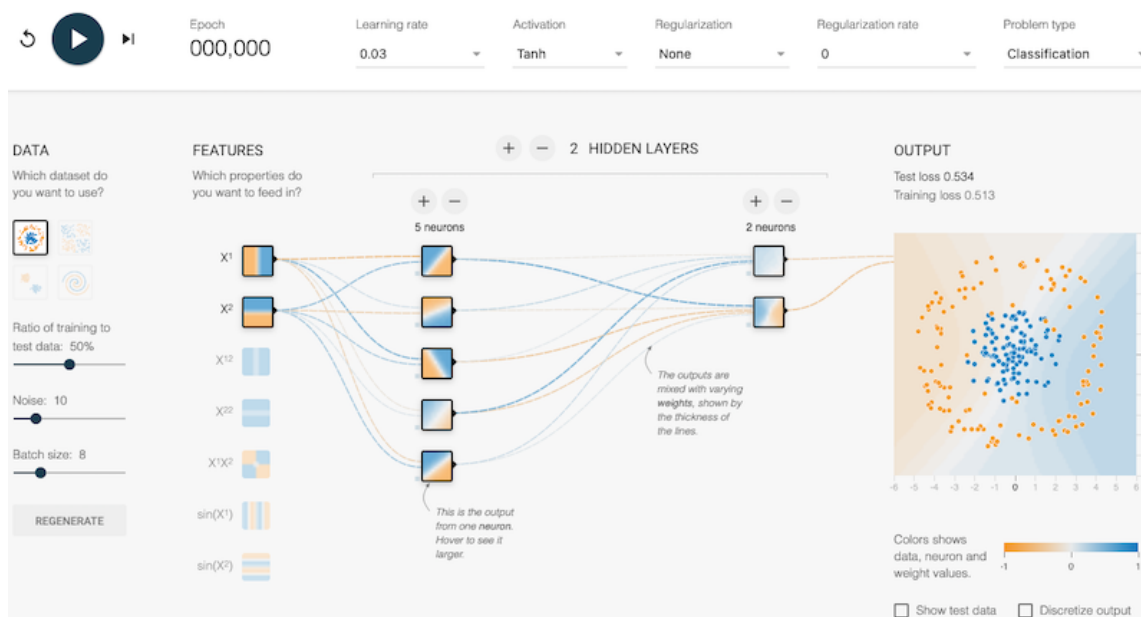 Epoch
000,000
Learning rate
0.03
Activation
Tanh
Regularization
None
Regularization rate
0
Problem type
Classification
DATA
Which dataset do
you want to use?
Ratio of training to
test data: 50%
Noise: 10
Batch size: 8
REGENERATE
FEATURES
Which properties do
you want to feed in?
X1
X2
X12
X22
X1X2
sin(X1)
sin(X2)
+ − 2 HIDDEN LAYERS
+ −
5 neurons
+ −
2 neurons
This is the output
from one neuron.
Hover to see it
larger.
The outputs are
mixed with varying
weights, shown by
the thickness of
the lines.
OUTPUT
Test loss 0.534
Training loss 0.513
-6 -5 -4 -3 -2 -1 0 1 2 3 4 5 6
Colors shows
data, neuron and
weight values.
-1 0 1
Show test data
Discretize output